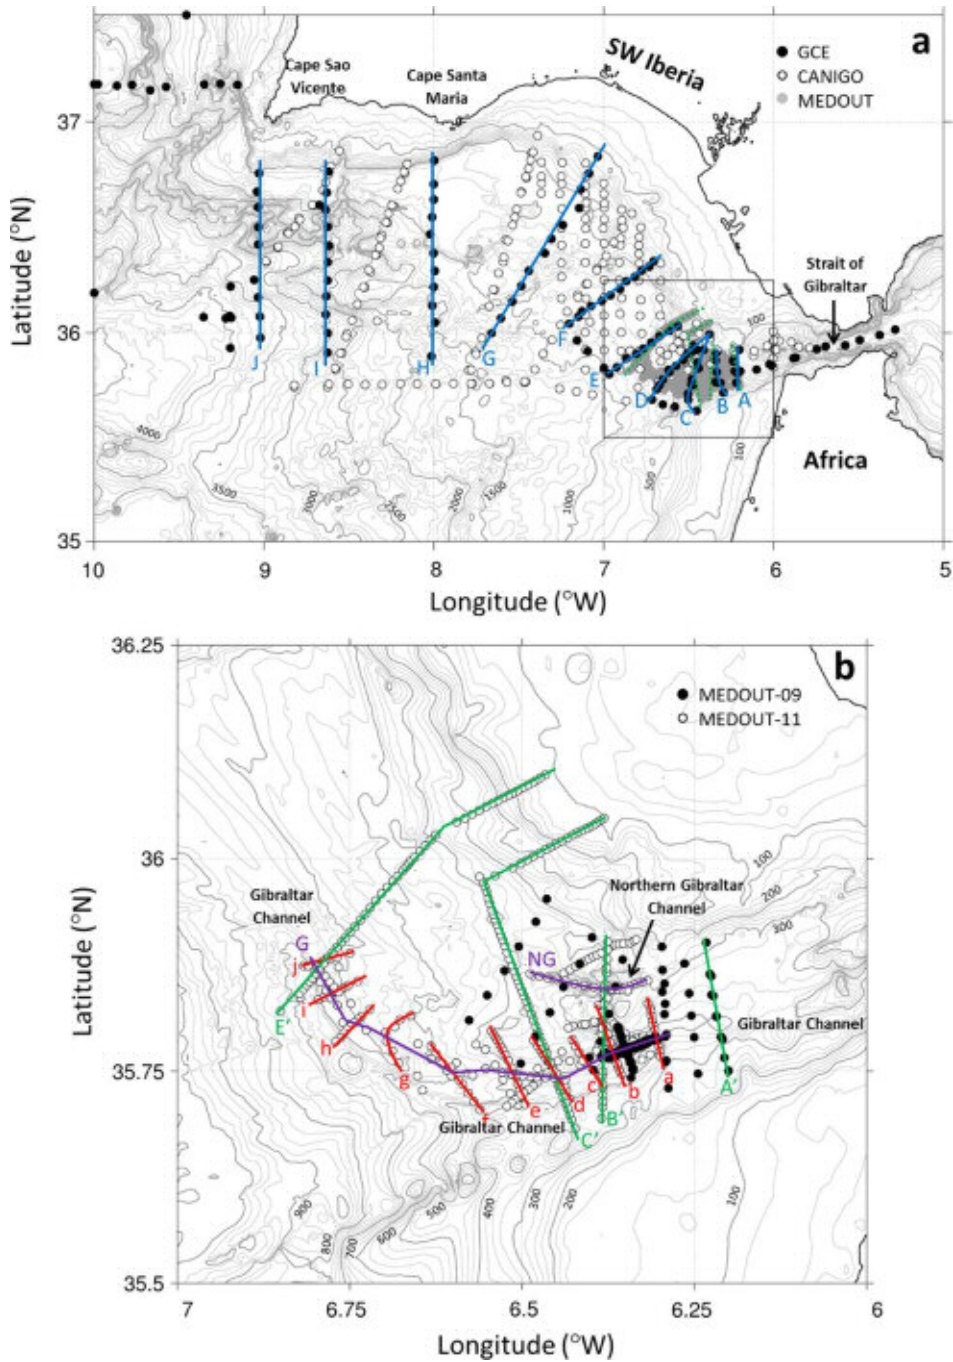 a
GCE
CANIGO
MEDOUT
SW Iberia
Cape Sao
Vicente
Cape Santa
Maria
37
36
35
Latitude (°N)
Strait of
Gibraltar
100
J
I
H
G
F
E
D
C
B
A
Africa
4000
3500
3000
2500
2000
1500
1000
500
100
10
9
8
7
6
5
Longitude (°W)
b
MEDOUT-09
MEDOUT-11
36.25
36
35.75
35.5
Latitude (°N)
100
200
300
Gibraltar
Channel
Northern Gibraltar
Channel
G
NG
j
i
E'
h
g
f
e
d
c
b
a
A'
B'
C'
Gibraltar Channel
Gibraltar Channel
900
800
700
600
500
400
300
200
100
7
6.75
6.5
6.25
6
Longitude (°W)